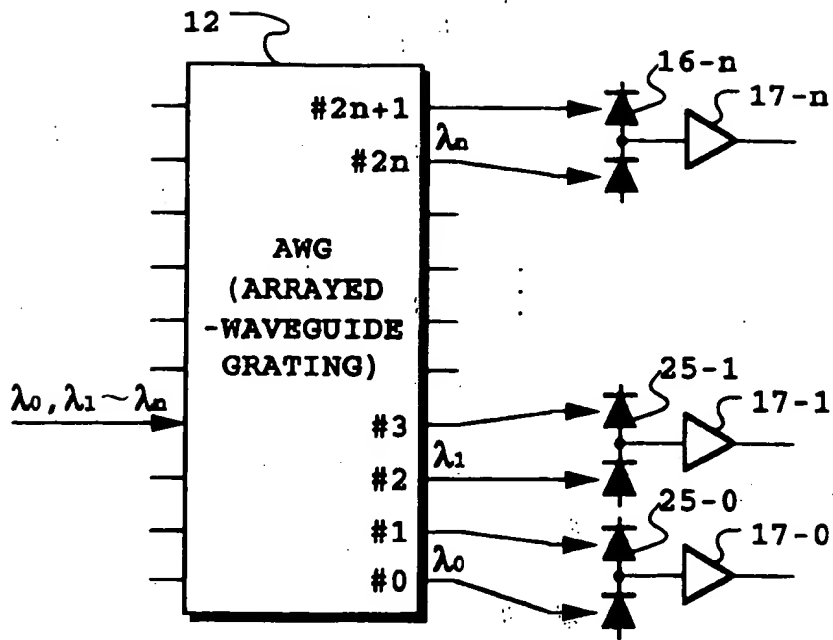 12
16-n
17-n
#2n+1
λn
#2n
AWG
(ARRAYED
-WAVEGUIDE
GRATING)
λ0,λ1~λn
25-1
17-1
#3
λ1
#2
25-0
17-0
#1
λ0
#0